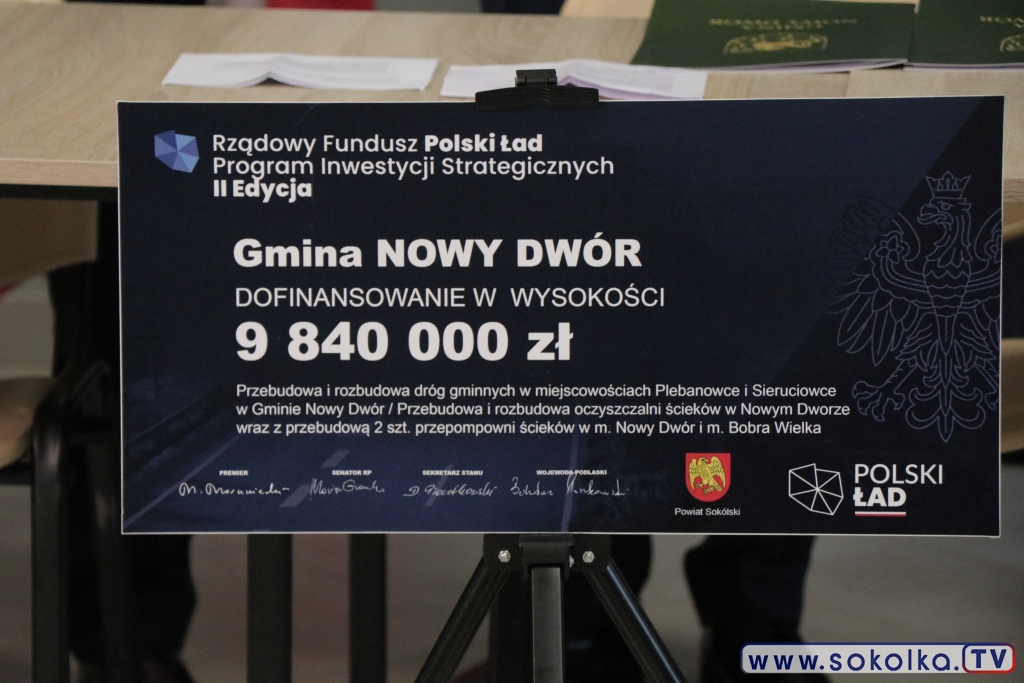 Rządowy Fundusz Polski Ład
Program Inwestycji Strategicznych
II Edycja
Gmina NOWY DWÓR
DOFINANSOWANIE W WYSOKOŚCI
9 840 000 zł
Przebudowa i rozbudowa dróg gminnych w miejscowościach Plebanowce i Sieruciowce
w Gminie Nowy Dwór / Przebudowa i rozbudowa oczyszczalni ścieków w Nowym Dworze
wraz z przebudową 2 szt. przepompowni ścieków w m. Nowy Dwór i m. Bobra Wielka
PREMIER SENATOR RP SEKRETARZ STANU WOJEWODA PODLASKI
Powiat Sokólski
POLSKI
ŁAD
www.sokolka.TV